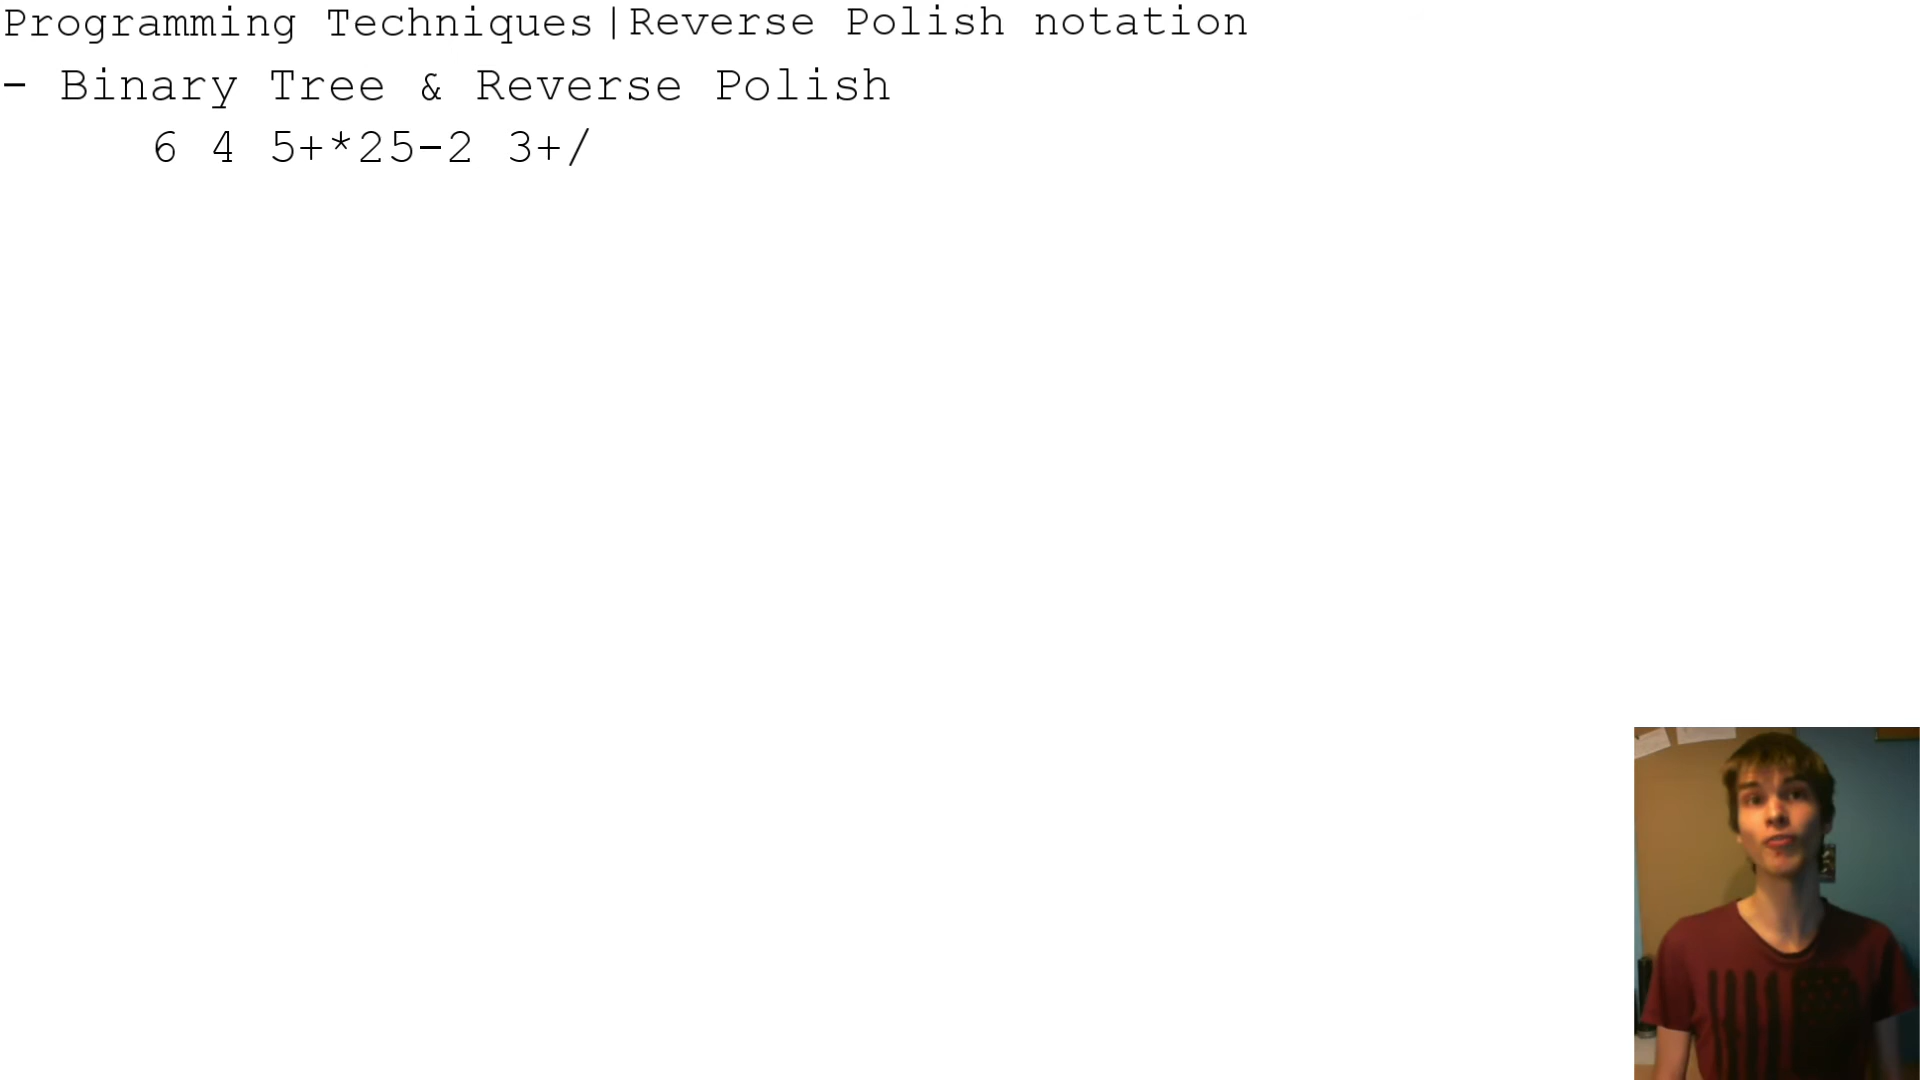 Programming Techniques|Reverse Polish notation
- Binary Tree & Reverse Polish
6 4 5+*25-2 3+/